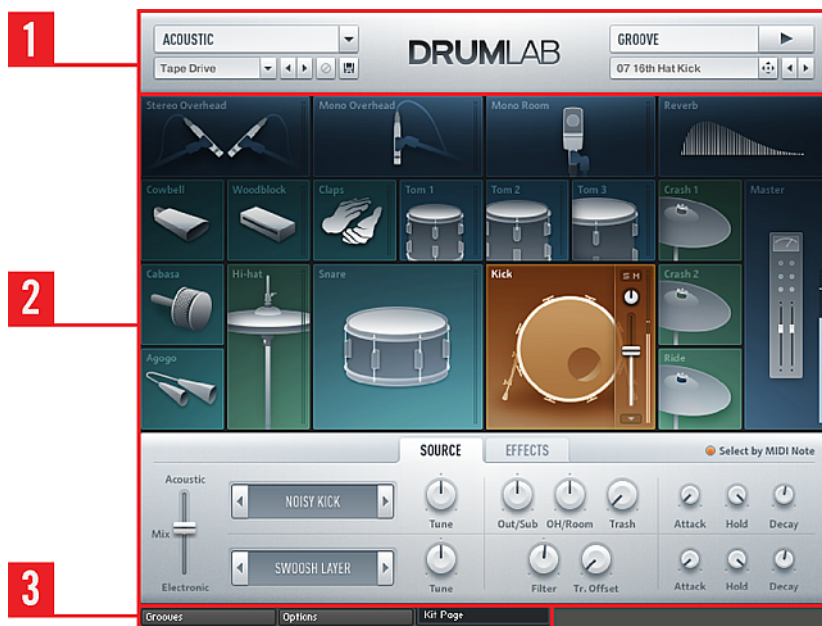 1
ACOUSTIC
DRUMLAB
GROOVE
Tape Drive
07 16th Hat Kick
Stereo Overhead
Mono Overhead
Mono Room
Reverb
Cowbell
Woodblock
Claps
Tom 1
Tom 2
Tom 3
Crash 1
Master
2
Cabasa
Hi-hat
Snare
Kick
S M
Crash 2
Agogo
Ride
SOURCE
EFFECTS
Select by MIDI Note
Acoustic
NOISY KICK
Tune
Out/Sub
OH/Room
Trash
Attack
Hold
Decay
Mix
SWOOSH LAYER
Electronic
Tune
Filter
Tr. Offset
Attack
Hold
Decay
3
Grooves
Options
Kit Page